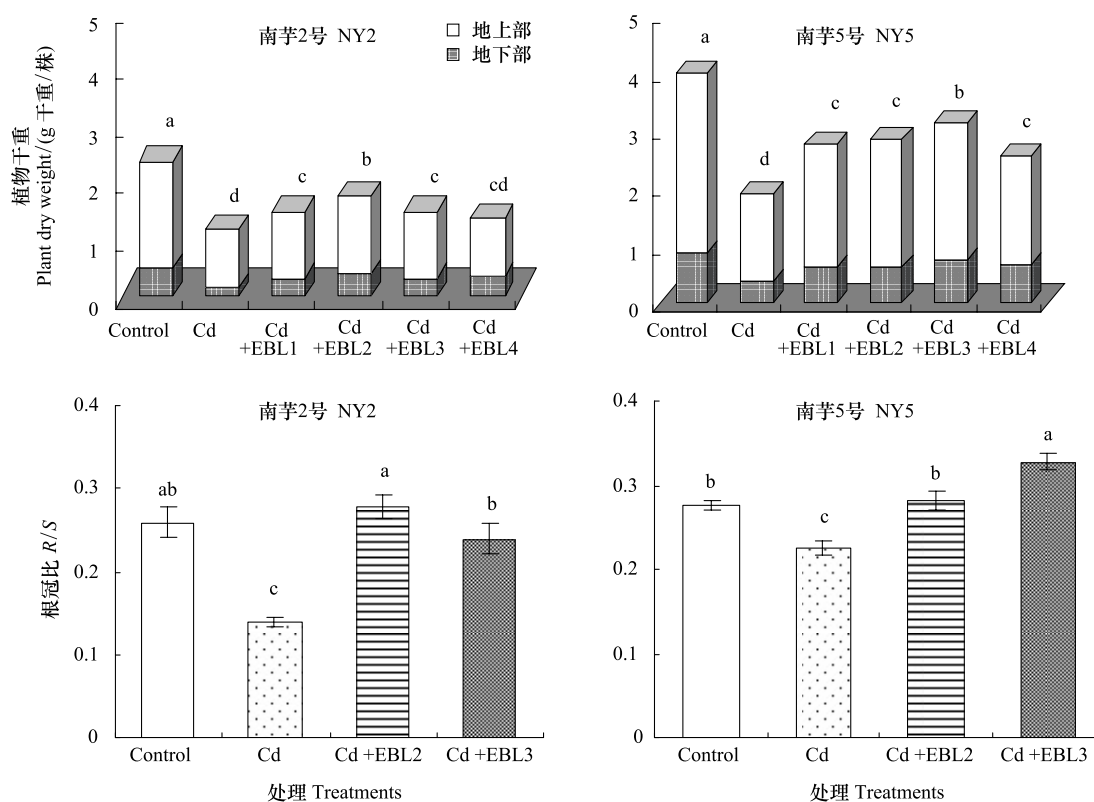 南芋2号 NY2
地上部
地下部
植物干重
Plant dry weight/(g 干重/株)
5
4
3
2
1
0
a
d
c
b
c
cd
Control
Cd
Cd +EBL1
Cd +EBL2
Cd +EBL3
Cd +EBL4
南芋5号 NY5
5
4
3
2
1
0
a
d
c
c
b
c
Control
Cd
Cd +EBL1
Cd +EBL2
Cd +EBL3
Cd +EBL4
南芋2号 NY2
根冠比 R/S
0.4
0.3
0.2
0.1
0
ab
c
a
b
Control
Cd
Cd +EBL2
Cd +EBL3
处理 Treatments
南芋5号 NY5
0.4
0.3
0.2
0.1
0
b
c
b
a
Control
Cd
Cd +EBL2
Cd +EBL3
处理 Treatments